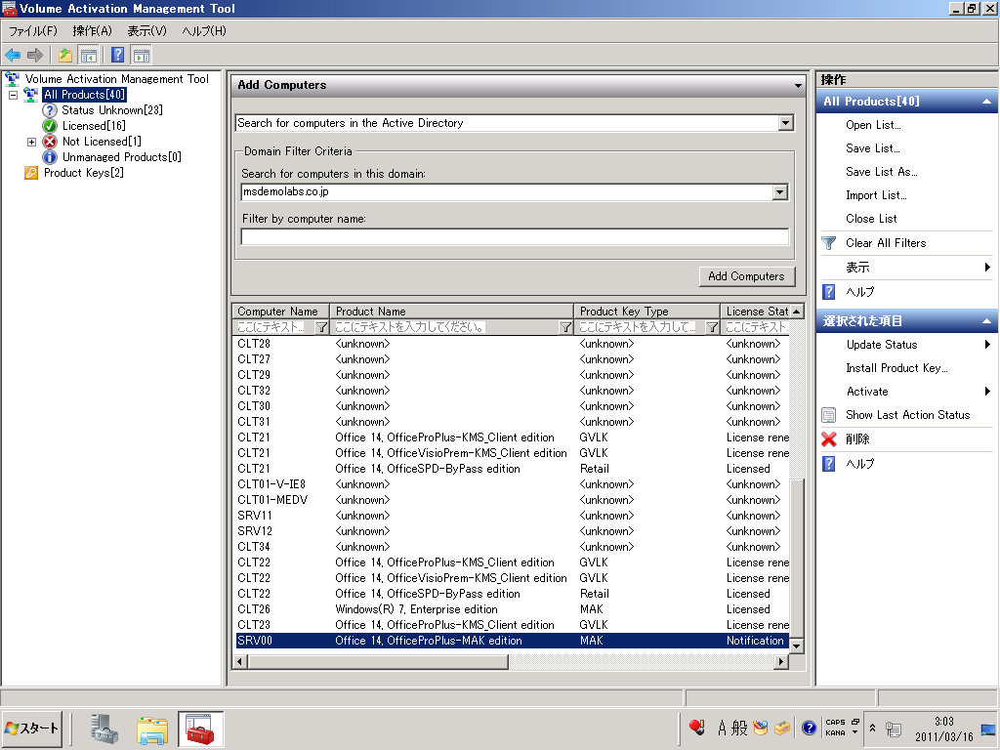 Volume Activation Management Tool
ファイル(F) 操作(A) 表示(V) ヘルプ(H)
Volume Activation Management Tool
All Products[40]
Status Unknown[23]
Licensed[16]
Not Licensed[1]
Unmanaged Products[0]
Product Keys[2]
Add Computers
Search for computers in the Active Directory
Domain Filter Criteria
Search for computers in this domain:
msdemolabs.co.jp
Filter by computer name:
Add Computers
Computer Name Product Name Product Key Type License Stat
ここにテキスト... ここにテキストを入力してください。 ここにテキストを入力して... ここにテキスト
CLT28 <unknown> <unknown> <unknown>
CLT27 <unknown> <unknown> <unknown>
CLT29 <unknown> <unknown> <unknown>
CLT32 <unknown> <unknown> <unknown>
CLT30 <unknown> <unknown> <unknown>
CLT31 <unknown> <unknown> <unknown>
CLT21 Office 14, OfficeProPlus-KMS_Client edition GVLK License rene
CLT21 Office 14, OfficeVisioPrem-KMS_Client edition GVLK License rene
CLT21 Office 14, OfficeSPD-ByPass edition Retail Licensed
CLT01-V-IE8 <unknown> <unknown> <unknown>
CLT01-MEDV <unknown> <unknown> <unknown>
SRV11 <unknown> <unknown> <unknown>
SRV12 <unknown> <unknown> <unknown>
CLT34 <unknown> <unknown> <unknown>
CLT22 Office 14, OfficeProPlus-KMS_Client edition GVLK License rene
CLT22 Office 14, OfficeVisioPrem-KMS_Client edition GVLK License rene
CLT22 Office 14, OfficeSPD-ByPass edition Retail Licensed
CLT26 Windows(R) 7, Enterprise edition MAK Licensed
CLT23 Office 14, OfficeProPlus-KMS_Client edition GVLK License rene
SRV00 Office 14, OfficeProPlus-MAK edition MAK Notification
操作
All Products[40]
Open List...
Save List...
Save List As...
Import List...
Close List
Clear All Filters
表示
ヘルプ
選択された項目
Update Status
Install Product Key...
Activate
Show Last Action Status
削除
ヘルプ
スタート
A 般
CAPS
KANA
3:03
2011/03/16